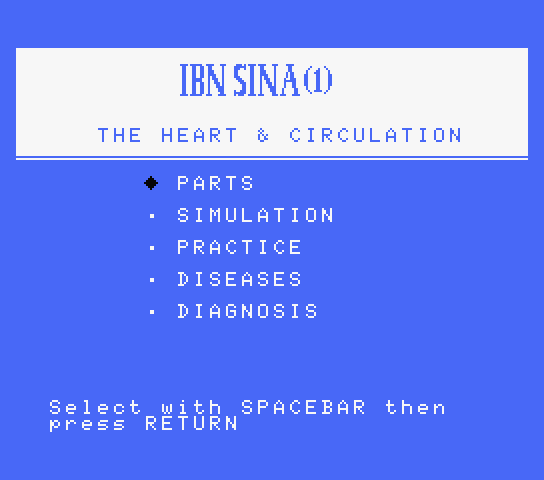 IBN SINA (1)
THE HEART & CIRCULATION
PARTS
SIMULATION
PRACTICE
DISEASES
DIAGNOSIS
Select with SPACEBAR then
press RETURN